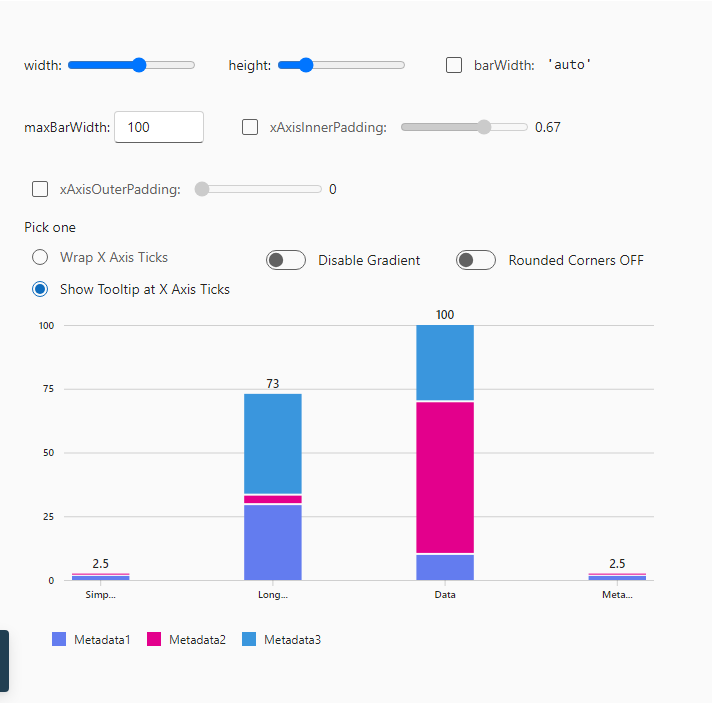 width:
height:
barWidth: 'auto'
maxBarWidth: 100
xAxisInnerPadding: 0.67
xAxisOuterPadding: 0
Pick one
Wrap X Axis Ticks
Disable Gradient
Rounded Corners OFF
Show Tooltip at X Axis Ticks
100
100
75
73
50
25
2.5
2.5
0
Simp...
Long...
Data
Meta...
Metadata1
Metadata2
Metadata3